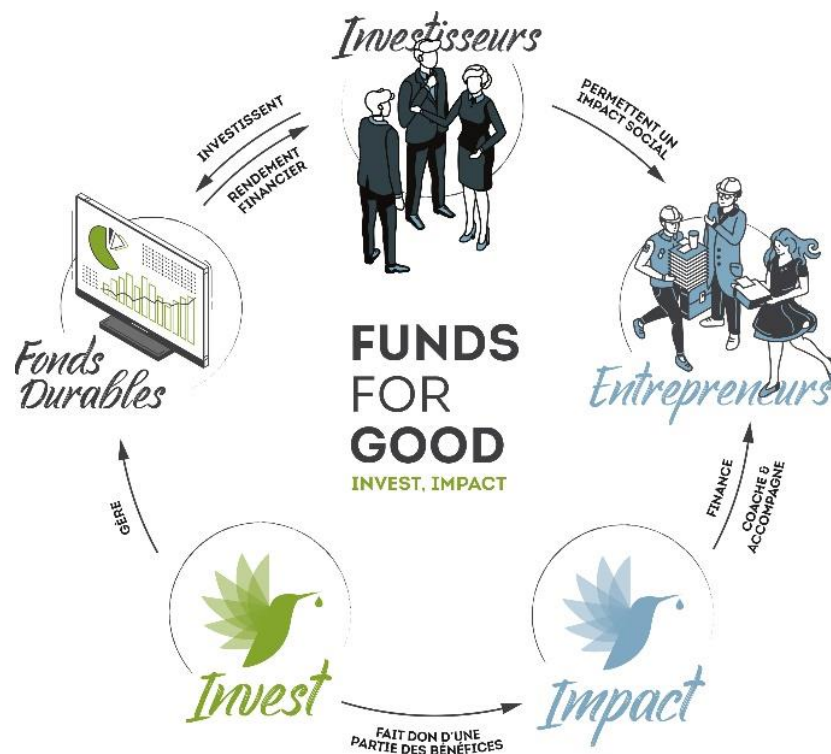 Investisseurs
INVESTISSENT
RENDEMENT
FINANCIER
PERMETTENT UN
IMPACT SOCIAL
Fonds
Durables
FUNDS
FOR
GOOD
INVEST, IMPACT
Entrepreneurs
GÈRE
FINANCE
COACHE &
ACCOMPAGNE
Invest
Impact
FAIT DON D'UNE
PARTIE DES BÉNÉFICES